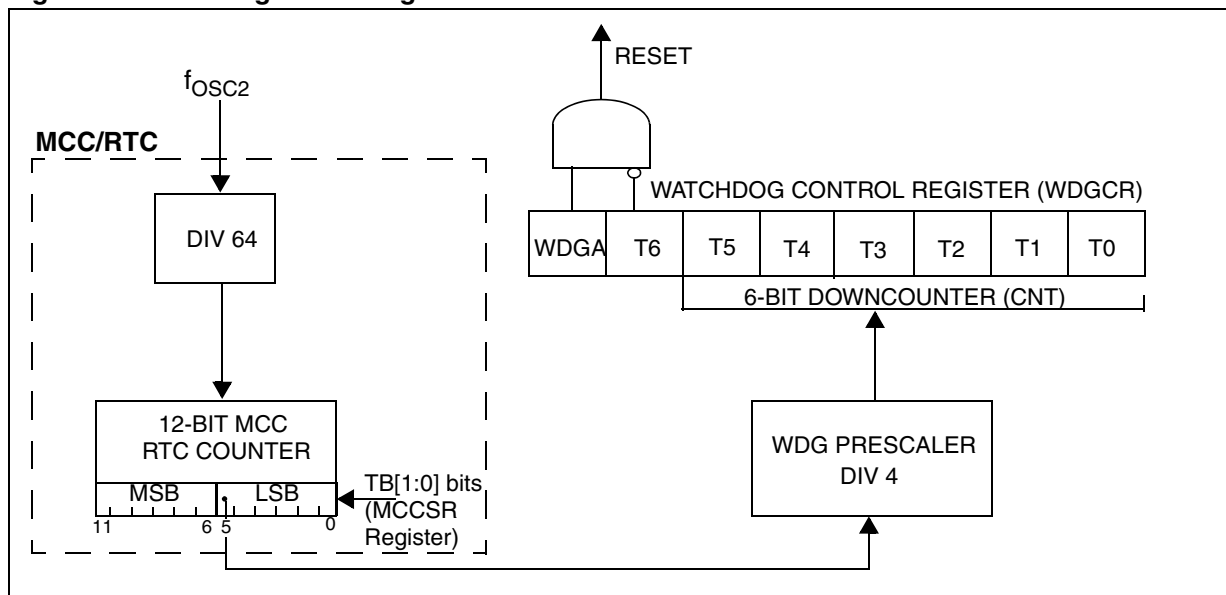 RESET
fOSC2
MCC/RTC
DIV 64
WATCHDOG CONTROL REGISTER (WDGCR)
WDGA T6 T5 T4 T3 T2 T1 T0
6-BIT DOWNCOUNTER (CNT)
12-BIT MCC
RTC COUNTER
MSB LSB
11 6 5 0
TB[1:0] bits
(MCCSR
Register)
WDG PRESCALER
DIV 4